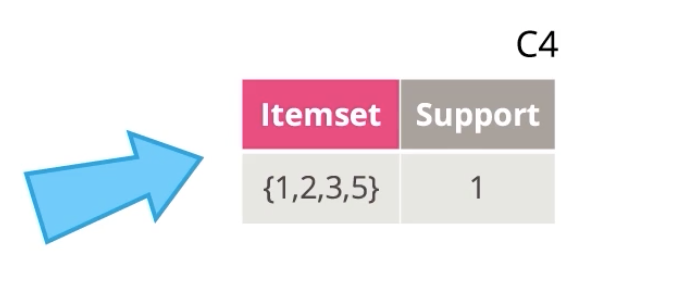 C4
Itemset Support
{1,2,3,5} 1